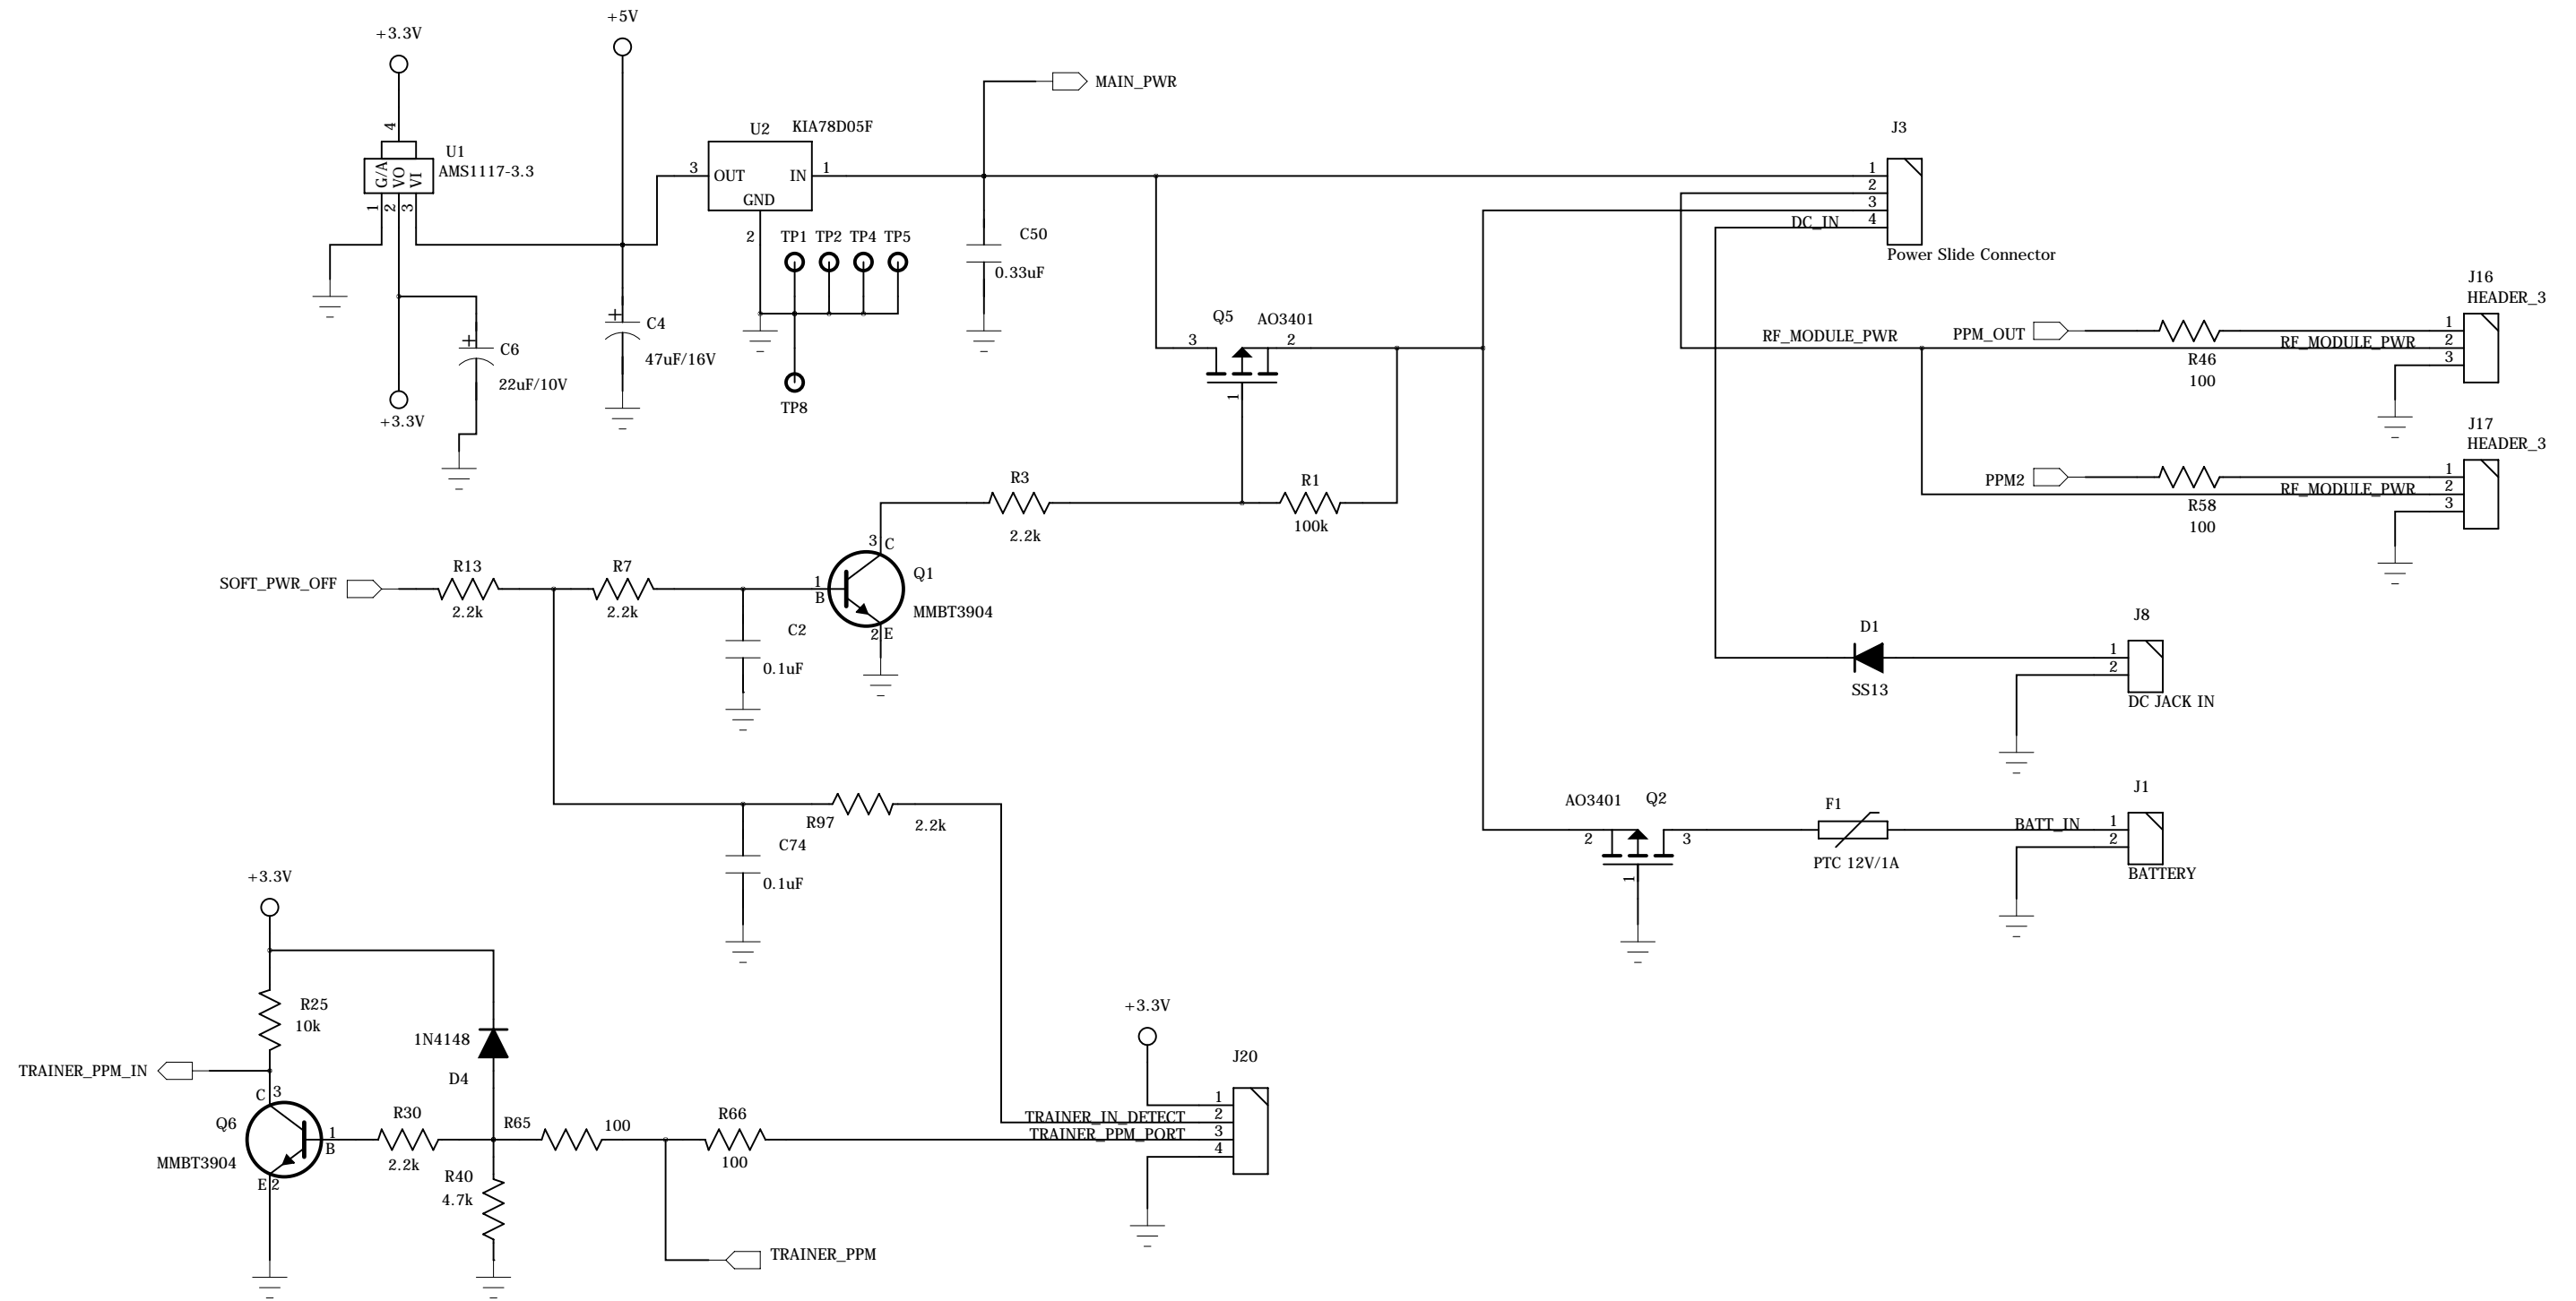 +5V
+3.3V
MAIN_PWR
4
U1
AMS1117-3.3
G/A
VO
VI
1
2
3
U2
KIA78D05F
3
OUT
IN
1
GND
2
TP1
TP2
TP4
TP5
TP8
C50
0.33uF
C6
22uF/10V
+3.3V
C4
47uF/16V
J3
1
2
3
4
DC_IN
Power Slide Connector
Q5
AO3401
3
2
1
J16
HEADER_3
RF_MODULE_PWR
PPM_OUT
R46
100
RF_MODULE_PWR
1
2
3
J17
HEADER_3
PPM2
R58
100
RF_MODULE_PWR
1
2
3
R3
2.2k
R1
100k
SOFT_PWR_OFF
R13
2.2k
R7
2.2k
3
C
1
B
2
E
Q1
MMBT3904
C2
0.1uF
D1
SS13
J8
1
2
DC JACK IN
R97
2.2k
C74
0.1uF
AO3401
Q2
2
3
1
F1
PTC 12V/1A
BATT_IN
J1
1
2
BATTERY
+3.3V
R25
10k
1N4148
D4
TRAINER_PPM_IN
C
3
Q6
MMBT3904
1
B
E
2
R30
2.2k
R65
100
R66
100
R40
4.7k
TRAINER_PPM
+3.3V
J20
TRAINER_IN_DETECT
TRAINER_PPM_PORT
1
2
3
4